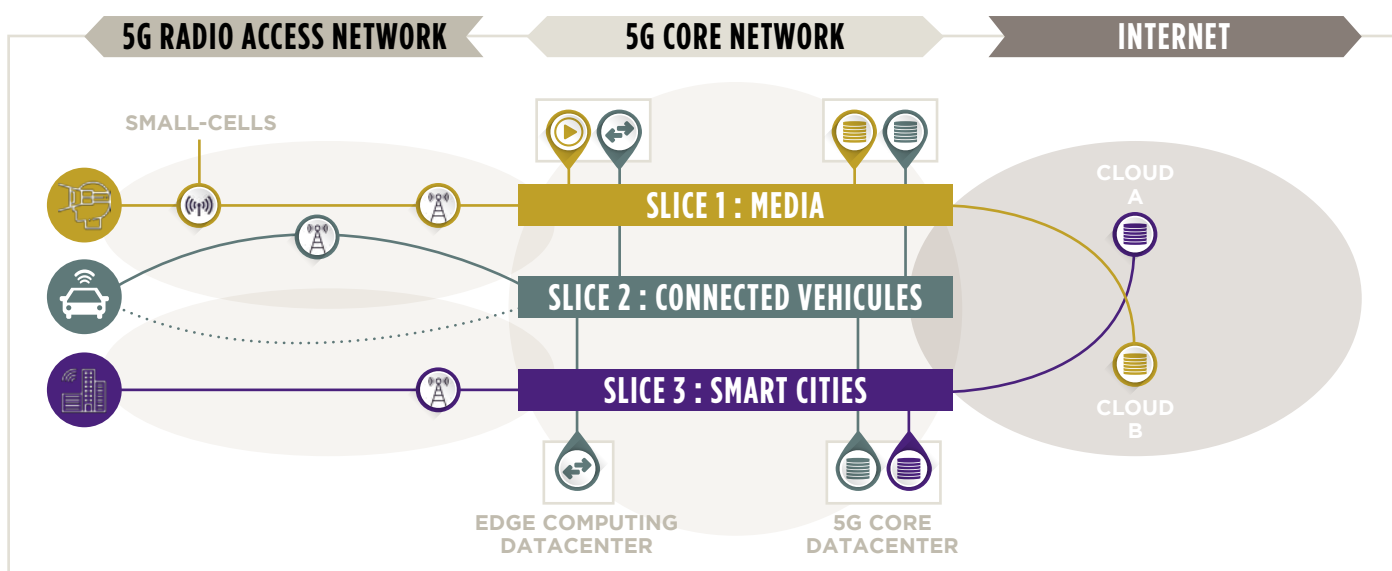 5G RADIO ACCESS NETWORK
5G CORE NETWORK
INTERNET
SMALL-CELLS
SLICE 1 : MEDIA
CLOUD
A
SLICE 2 : CONNECTED VEHICULES
SLICE 3 : SMART CITIES
CLOUD
B
EDGE COMPUTING
DATACENTER
5G CORE
DATACENTER